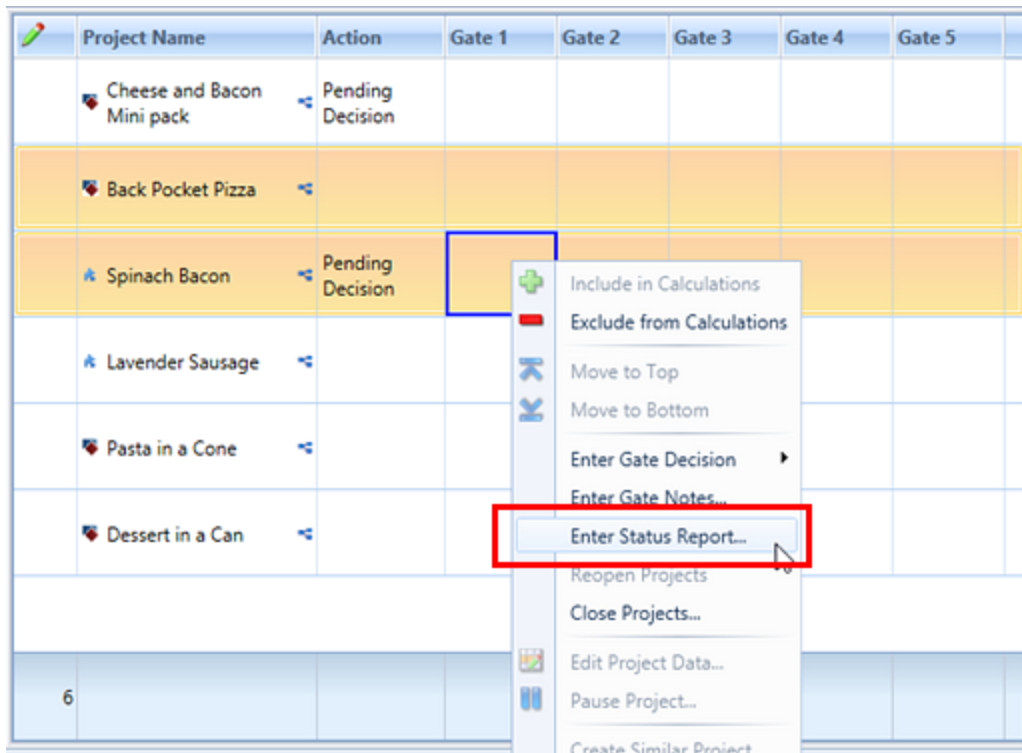 Project Name Action Gate 1 Gate 2 Gate 3 Gate 4 Gate 5
Cheese and Bacon
Mini pack
Pending
Decision
Back Pocket Pizza
Spinach Bacon
Pending
Decision
Lavender Sausage
Pasta in a Cone
Dessert in a Can
6
Include in Calculations
Exclude from Calculations
Move to Top
Move to Bottom
Enter Gate Decision
Enter Gate Notes...
Enter Status Report...
Reopen Projects
Close Projects...
Edit Project Data...
Pause Project...
Create Similar Project